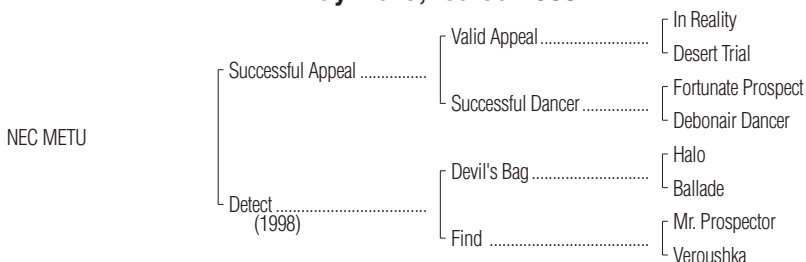 In Reality
Valid Appeal........................
Desert Trial
Successful Appeal ................
Fortunate Prospect
Successful Dancer...............
Debonair Dancer
NEC METU
Halo
Devil's Bag..........................
Ballade
Detect ...................................
(1998)
Mr. Prospector
Find ....................................
Veroushka